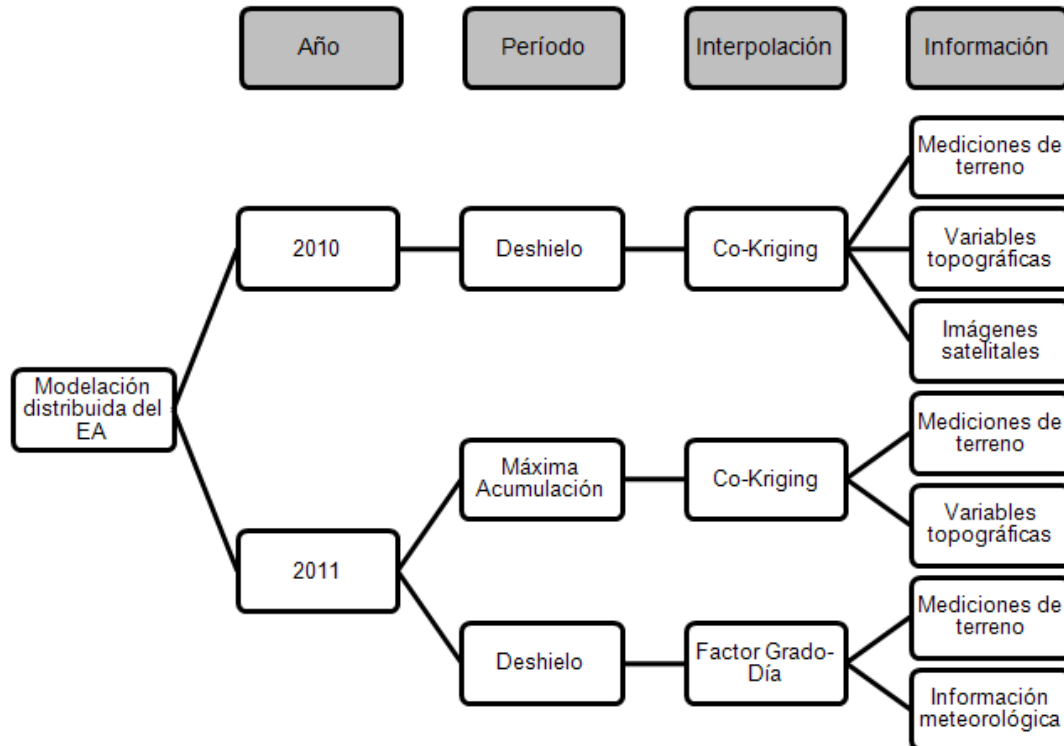 Año
Período
Interpolación
Información
Mediciones de
terreno
2010
Deshielo
Co-Kriging
Variables
topográficas
Imágenes
satelitales
Modelación
distribuida del
EA
Mediciones de
terreno
Máxima
Acumulación
Co-Kriging
Variables
topográficas
2011
Mediciones de
terreno
Deshielo
Factor Grado-
Día
Información
meteorológica